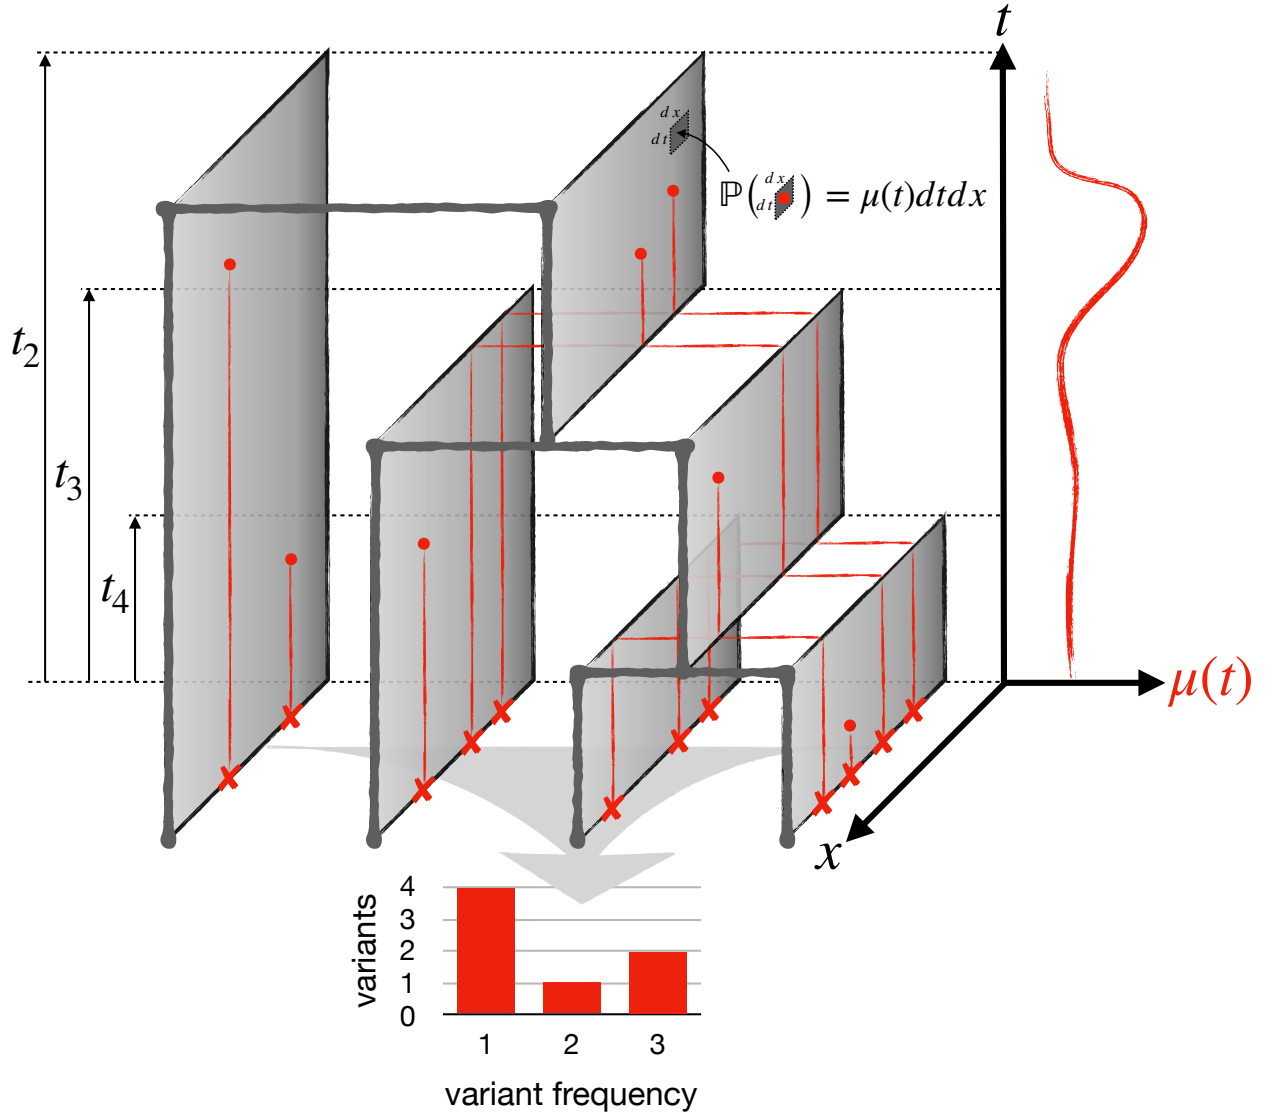 t
dx
dt
ℙ(dx dt) = μ(t)dtdx
t₂
t₃
t₄
μ(t)
x
variants
4
3
2
1
0
1 2 3
variant frequency